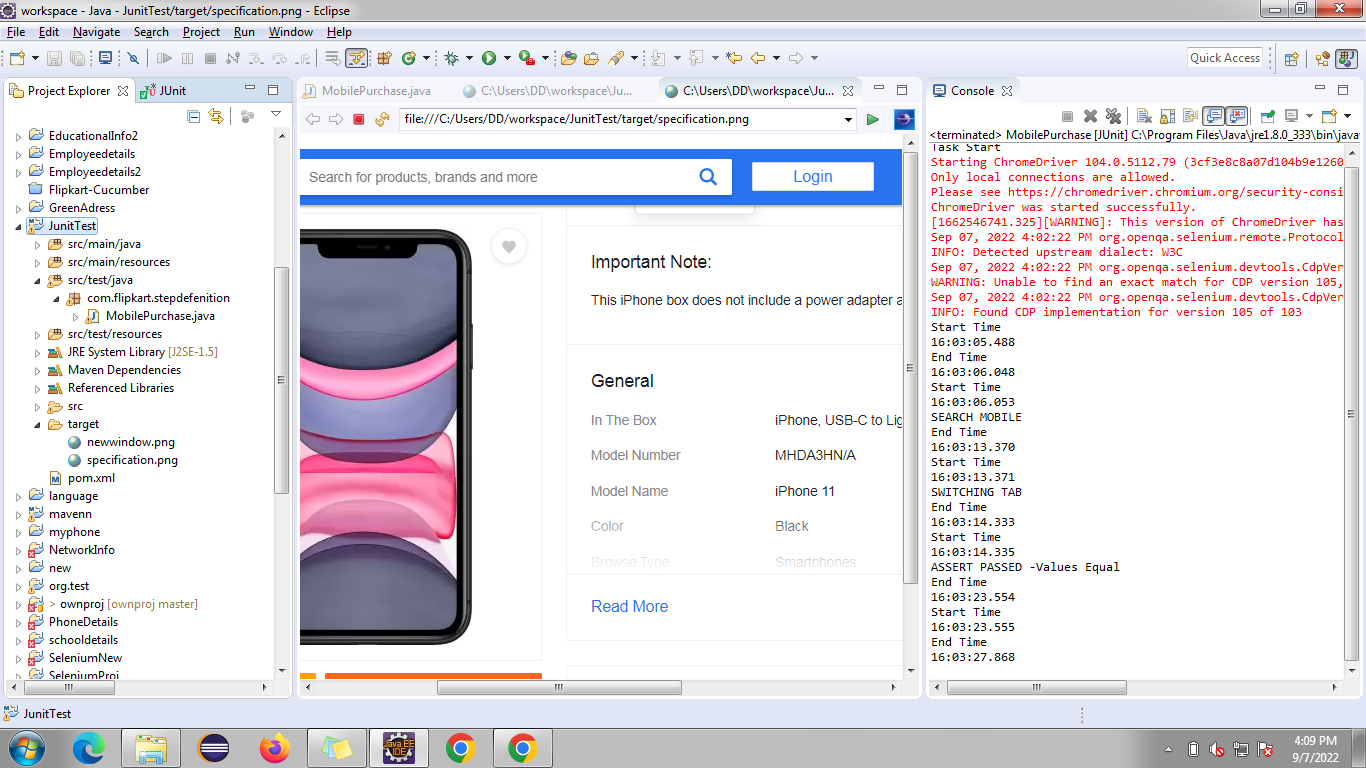 workspace - Java - JunitTest/target/specification.png - Eclipse
File Edit Navigate Search Project Run Window Help
Quick Access
Project Explorer
JUnit
EducationalInfo2
Employeedetails
Employeedetails2
Flipkart-Cucumber
GreenAdress
JunitTest
src/main/java
src/main/resources
src/test/java
com.flipkart.stepdefenition
MobilePurchase.java
src/test/resources
JRE System Library [J2SE-1.5]
Maven Dependencies
Referenced Libraries
src
target
newwindow.png
specification.png
pom.xml
language
mavenn
myphone
NetworkInfo
new
org.test
> ownproj [ownproj master]
PhoneDetails
schooldetails
SeleniumNew
SeleniumProj
MobilePurchase.java
C:\Users\DD\workspace\Ju...
C:\Users\DD\workspace\Ju...
file:///C:/Users/DD/workspace/JunitTest/target/specification.png
Search for products, brands and more
Login
Important Note:
This iPhone box does not include a power adapter a
General
In The Box iPhone, USB-C to Lig
Model Number MHDA3HN/A
Model Name iPhone 11
Color Black
Browse Type Smartphones
Read More
Console
<terminated> MobilePurchase [JUnit] C:\Program Files\Java\jre1.8.0_333\bin\java
Task Start
Starting ChromeDriver 104.0.5112.79 (3cf3e8c8a07d104b9e1260
Only local connections are allowed.
Please see https://chromedriver.chromium.org/security-consi
ChromeDriver was started successfully.
[1662546741.325][WARNING]: This version of ChromeDriver has
Sep 07, 2022 4:02:22 PM org.openqa.selenium.remote.Protocol
INFO: Detected upstream dialect: W3C
Sep 07, 2022 4:02:22 PM org.openqa.selenium.devtools.CdpVer
WARNING: Unable to find an exact match for CDP version 105,
Sep 07, 2022 4:02:22 PM org.openqa.selenium.devtools.CdpVer
INFO: Found CDP implementation for version 105 of 103
Start Time
16:03:05.488
End Time
16:03:06.048
Start Time
16:03:06.053
SEARCH MOBILE
End Time
16:03:13.370
Start Time
16:03:13.371
SWITCHING TAB
End Time
16:03:14.333
Start Time
16:03:14.335
ASSERT PASSED -Values Equal
End Time
16:03:23.554
Start Time
16:03:23.555
End Time
16:03:27.868
JunitTest
Java EE
IDE
4:09 PM
9/7/2022